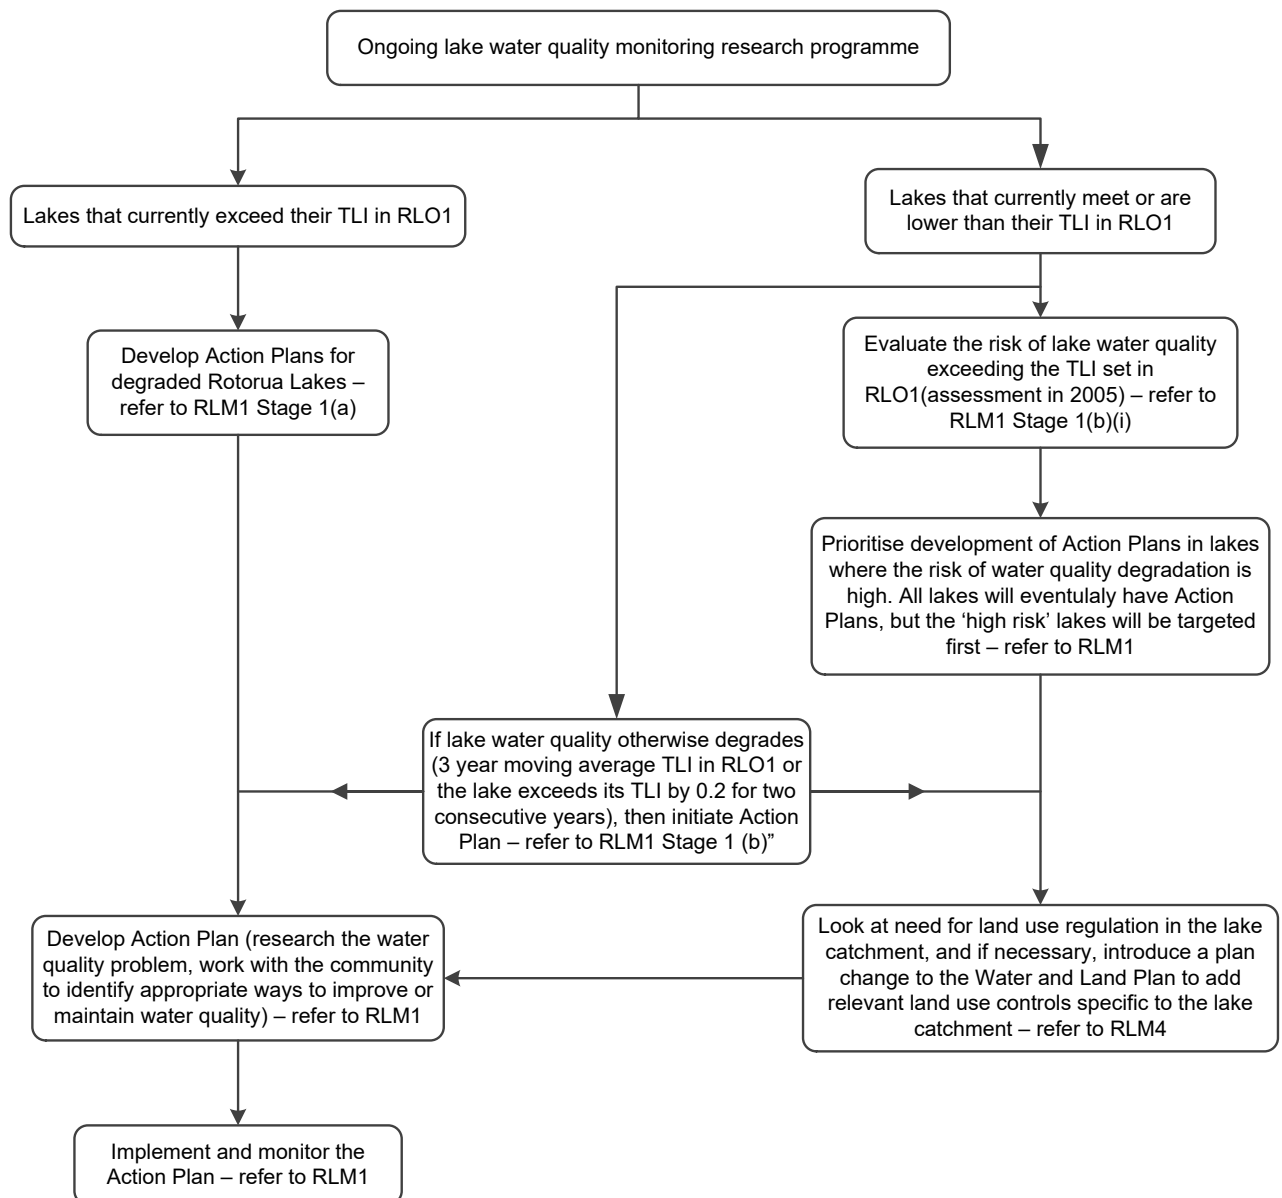 Ongoing lake water quality monitoring research programme
Lakes that currently exceed their TLI in RLO1
Lakes that currently meet or are
lower than their TLI in RLO1
Develop Action Plans for
degraded Rotorua Lakes –
refer to RLM1 Stage 1(a)
Evaluate the risk of lake water quality
exceeding the TLI set in
RLO1(assessment in 2005) – refer to
RLM1 Stage 1(b)(i)
Prioritise development of Action Plans in lakes
where the risk of water quality degradation is
high. All lakes will eventulaly have Action
Plans, but the ‘high risk’ lakes will be targeted
first – refer to RLM1
If lake water quality otherwise degrades
(3 year moving average TLI in RLO1 or
the lake exceeds its TLI by 0.2 for two
consecutive years), then initiate Action
Plan – refer to RLM1 Stage 1 (b)”
Develop Action Plan (research the water
quality problem, work with the community
to identify appropriate ways to improve or
maintain water quality) – refer to RLM1
Look at need for land use regulation in the lake
catchment, and if necessary, introduce a plan
change to the Water and Land Plan to add
relevant land use controls specific to the lake
catchment – refer to RLM4
Implement and monitor the
Action Plan – refer to RLM1